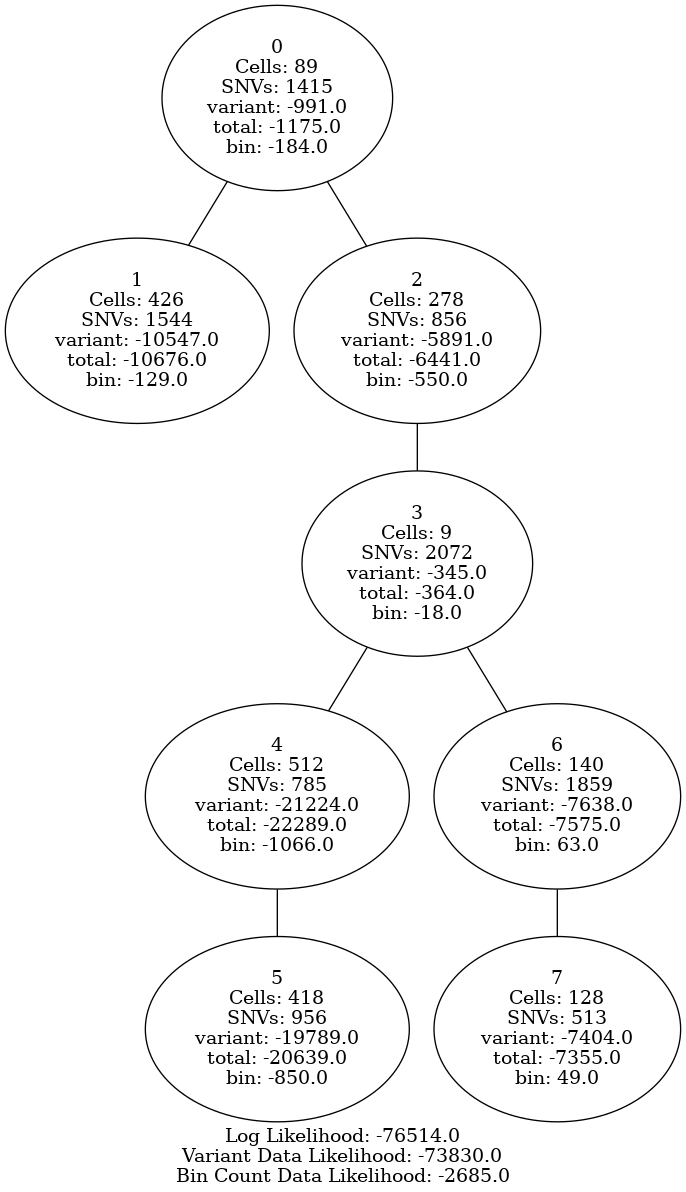 0
Cells: 89
SNVs: 1415
variant: -991.0
total: -1175.0
bin: -184.0
1
Cells: 426
SNVs: 1544
variant: -10547.0
total: -10676.0
bin: -129.0
2
Cells: 278
SNVs: 856
variant: -5891.0
total: -6441.0
bin: -550.0
3
Cells: 9
SNVs: 2072
variant: -345.0
total: -364.0
bin: -18.0
4
Cells: 512
SNVs: 785
variant: -21224.0
total: -22289.0
bin: -1066.0
6
Cells: 140
SNVs: 1859
variant: -7638.0
total: -7575.0
bin: 63.0
5
Cells: 418
SNVs: 956
variant: -19789.0
total: -20639.0
bin: -850.0
7
Cells: 128
SNVs: 513
variant: -7404.0
total: -7355.0
bin: 49.0
Log Likelihood: -76514.0
Variant Data Likelihood: -73830.0
Bin Count Data Likelihood: -2685.0